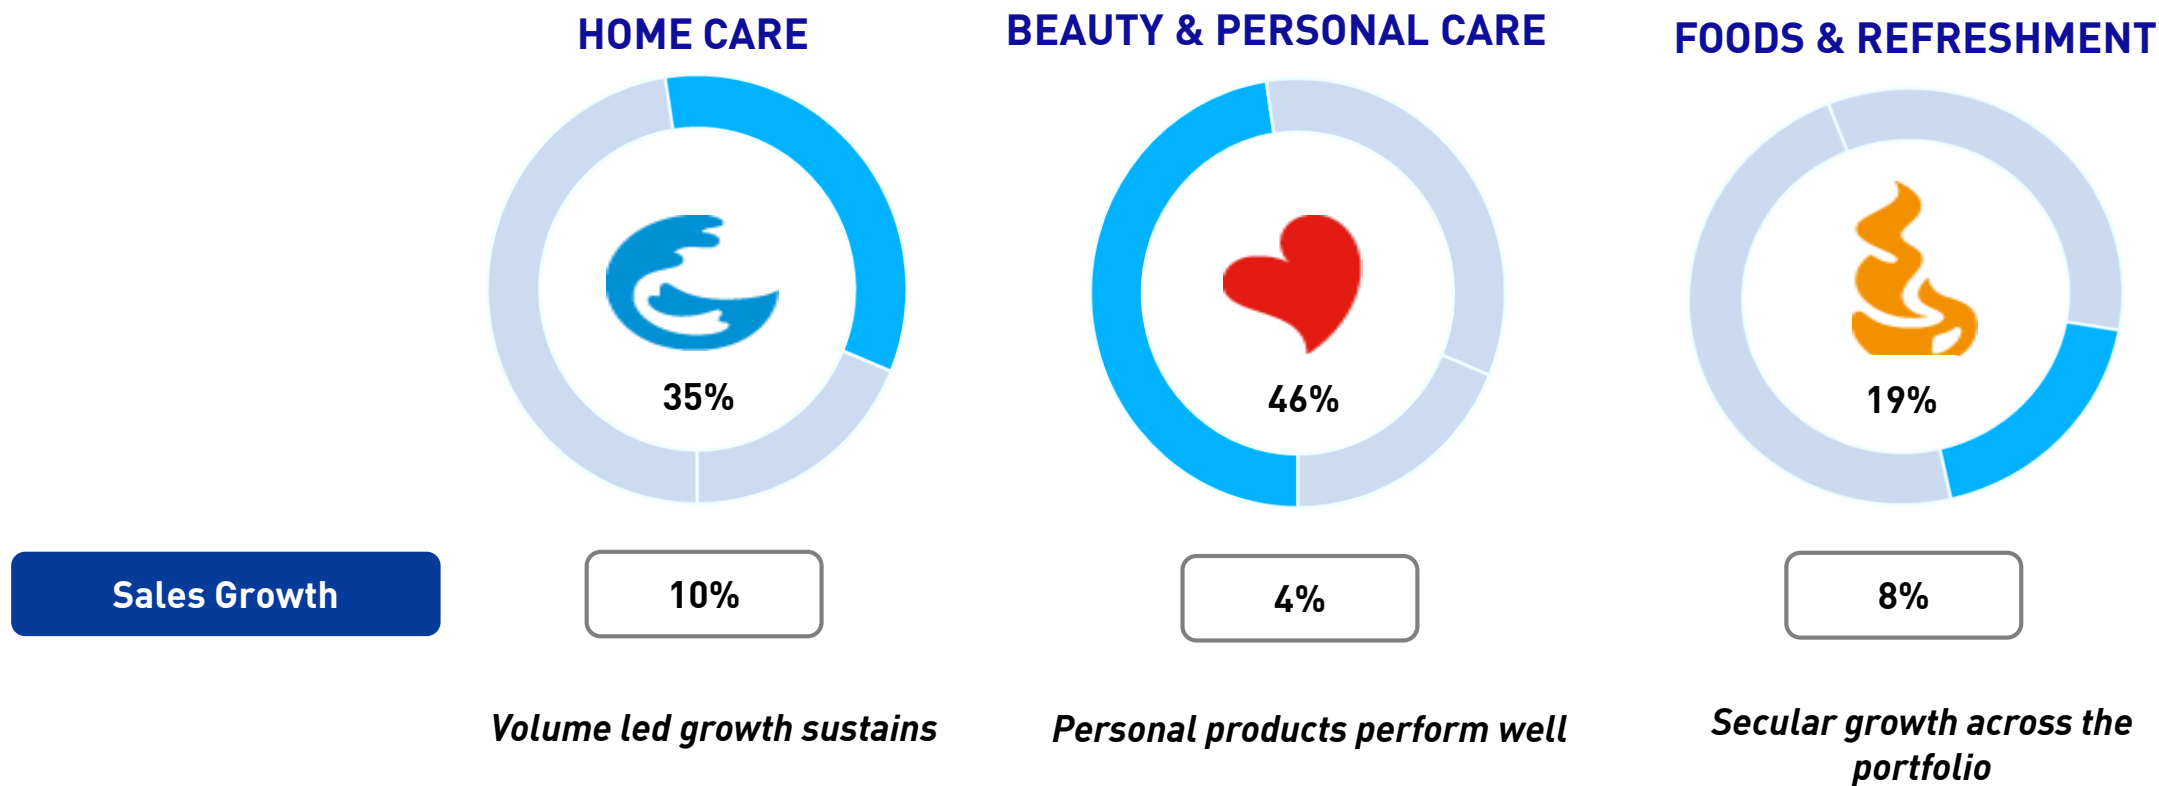 HOME CARE
BEAUTY & PERSONAL CARE
FOODS & REFRESHMENT
35%
46%
19%
Sales Growth
10%
4%
8%
Volume led growth sustains
Personal products perform well
Secular growth across the
portfolio